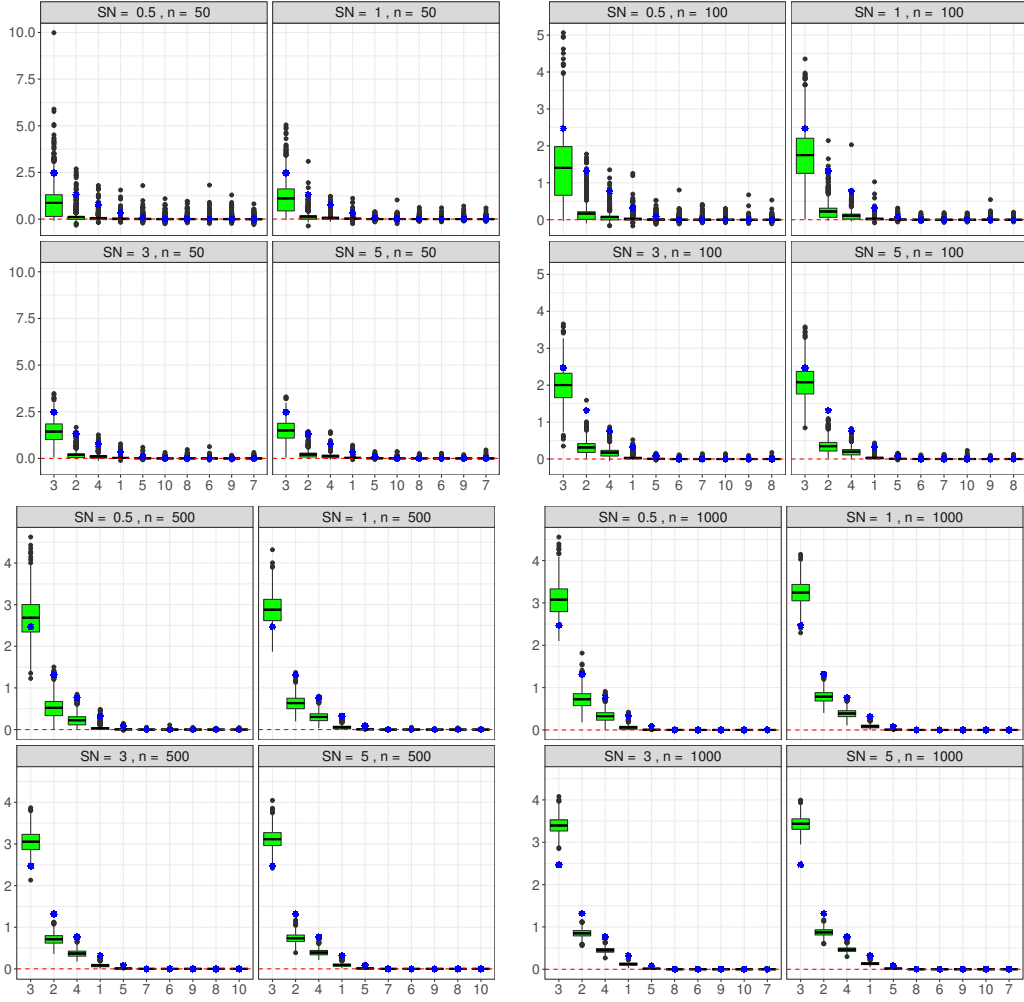 SN = 0.5 , n = 50
SN = 1 , n = 50
10.0
7.5
5.0
2.5
0.0
SN = 3 , n = 50
SN = 5 , n = 50
10.0
7.5
5.0
2.5
0.0
3 2 4 1 5 10 8 6 9 7
3 2 4 1 5 10 8 6 9 7
SN = 0.5 , n = 100
SN = 1 , n = 100
5
4
3
2
1
0
SN = 3 , n = 100
SN = 5 , n = 100
5
4
3
2
1
0
3 2 4 1 5 6 7 10 9 8
3 2 4 1 5 6 7 10 9 8
SN = 0.5 , n = 500
SN = 1 , n = 500
4
3
2
1
0
SN = 3 , n = 500
SN = 5 , n = 500
4
3
2
1
0
3 2 4 1 5 7 9 6 8 10
3 2 4 1 5 7 9 6 8 10
SN = 0.5 , n = 1000
SN = 1 , n = 1000
4
3
2
1
0
SN = 3 , n = 1000
SN = 5 , n = 1000
4
3
2
1
0
3 2 4 1 5 8 6 9 10 7
3 2 4 1 5 8 6 9 10 7